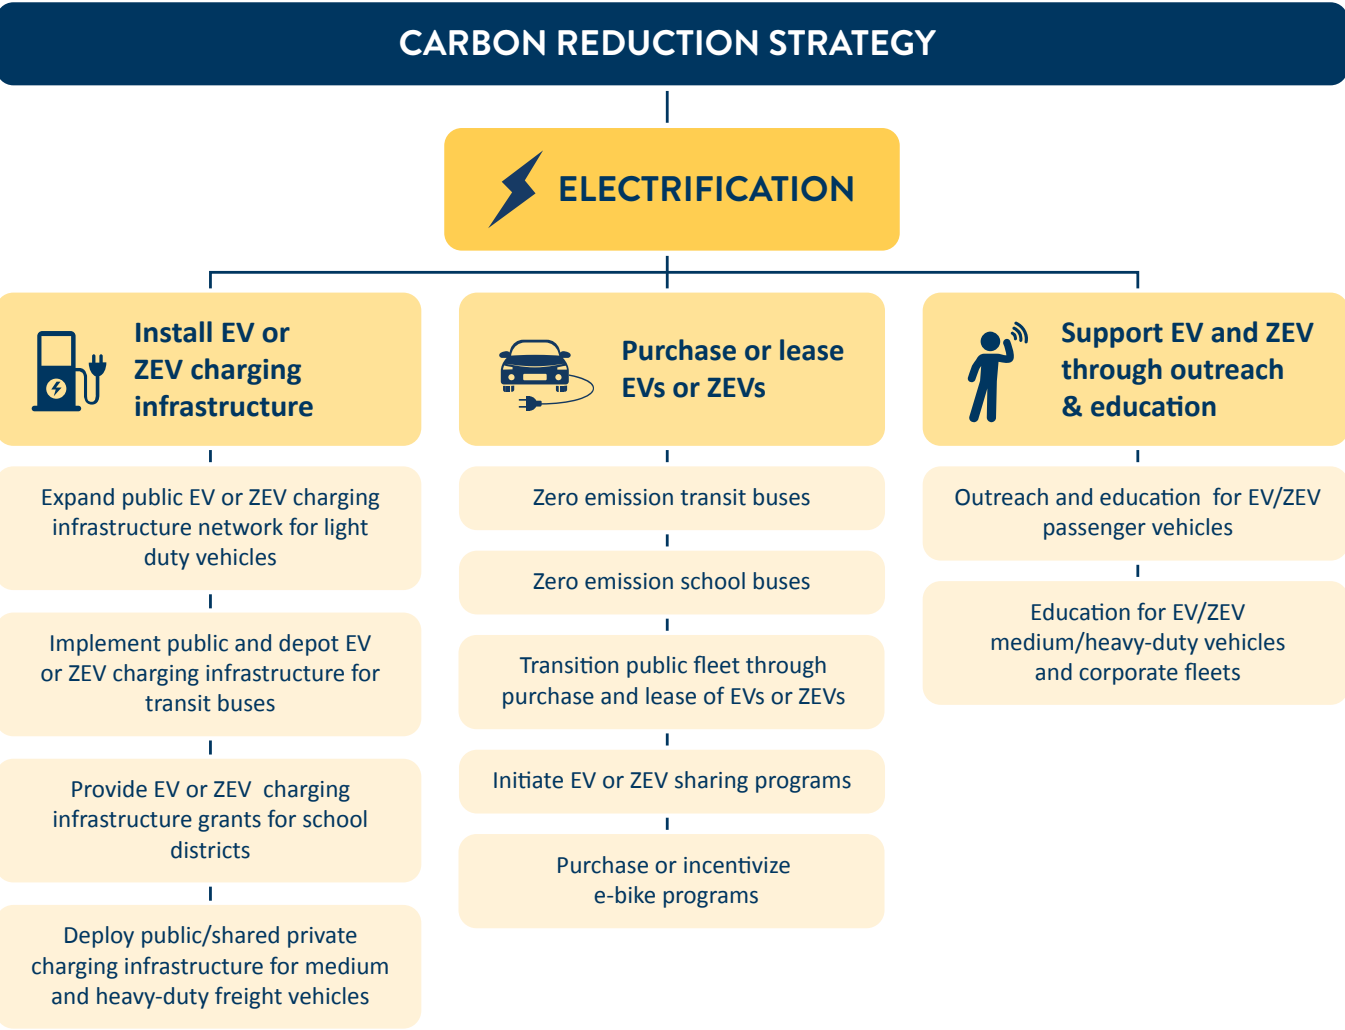 CARBON REDUCTION STRATEGY
ELECTRIFICATION
Install EV or
ZEV charging
infrastructure
Expand public EV or ZEV charging
infrastructure network for light
duty vehicles
Implement public and depot EV
or ZEV charging infrastructure for
transit buses
Provide EV or ZEV charging
infrastructure grants for school
districts
Deploy public/shared private
charging infrastructure for medium
and heavy-duty freight vehicles
Purchase or lease
EVs or ZEVs
Zero emission transit buses
Zero emission school buses
Transition public fleet through
purchase and lease of EVs or ZEVs
Initiate EV or ZEV sharing programs
Purchase or incentivize
e-bike programs
Support EV and ZEV
through outreach
& education
Outreach and education for EV/ZEV
passenger vehicles
Education for EV/ZEV
medium/heavy-duty vehicles
and corporate fleets